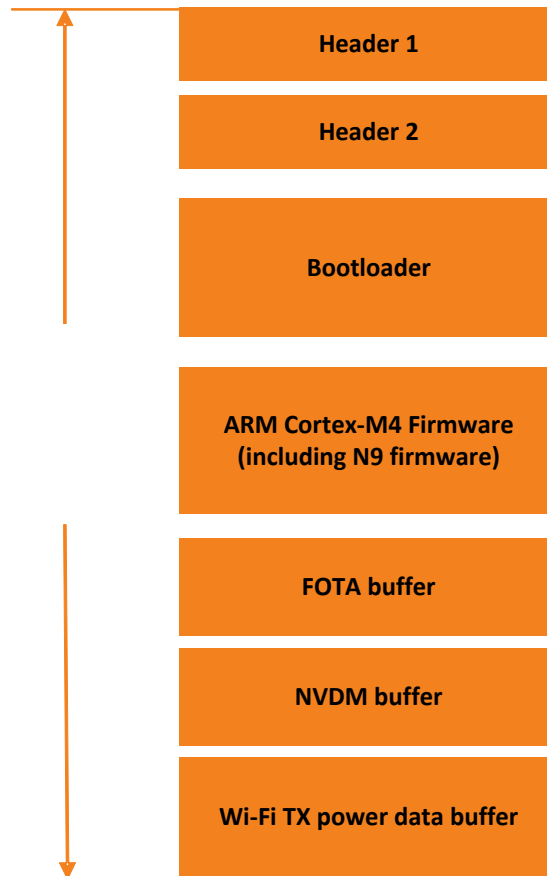 Header 1
Header 2
Bootloader
ARM Cortex-M4 Firmware
(including N9 firmware)
FOTA buffer
NVDM buffer
Wi-Fi TX power data buffer